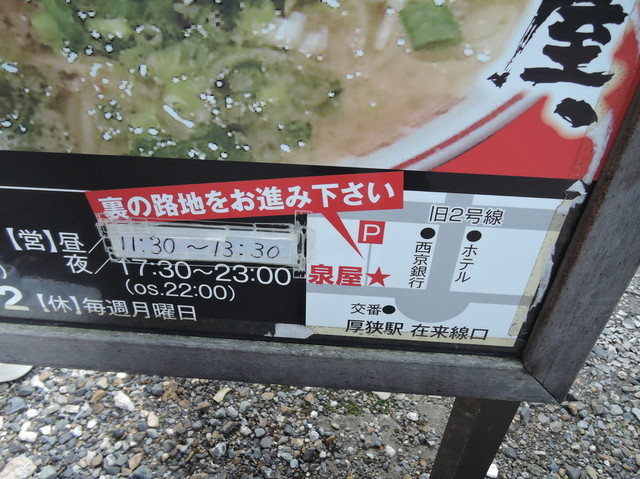 屋
裏の路地をお進み下さい
【営】昼/11:30～13:30
夜/17:30～23:00
(os.22:00)
2【休】毎週月曜日
旧2号線
P
西京銀行
ホテル
泉屋★
交番
厚狭駅 在来線口